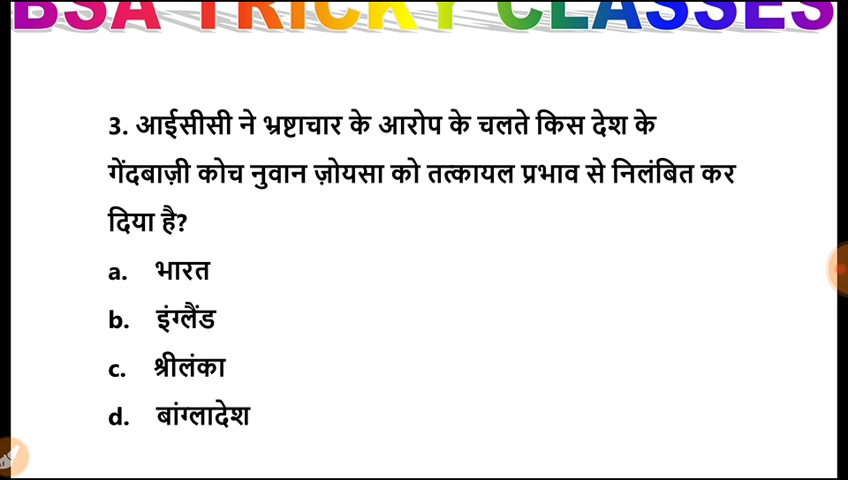 BSA TRICKY CLASSES
3. आईसीसी ने भ्रष्टाचार के आरोप के चलते किस देश के
गेंदबाज़ी कोच नुवान ज़ोयसा को तत्कायल प्रभाव से निलंबित कर
दिया है?
a. भारत
b. इंग्लैंड
c. श्रीलंका
d. बांग्लादेश